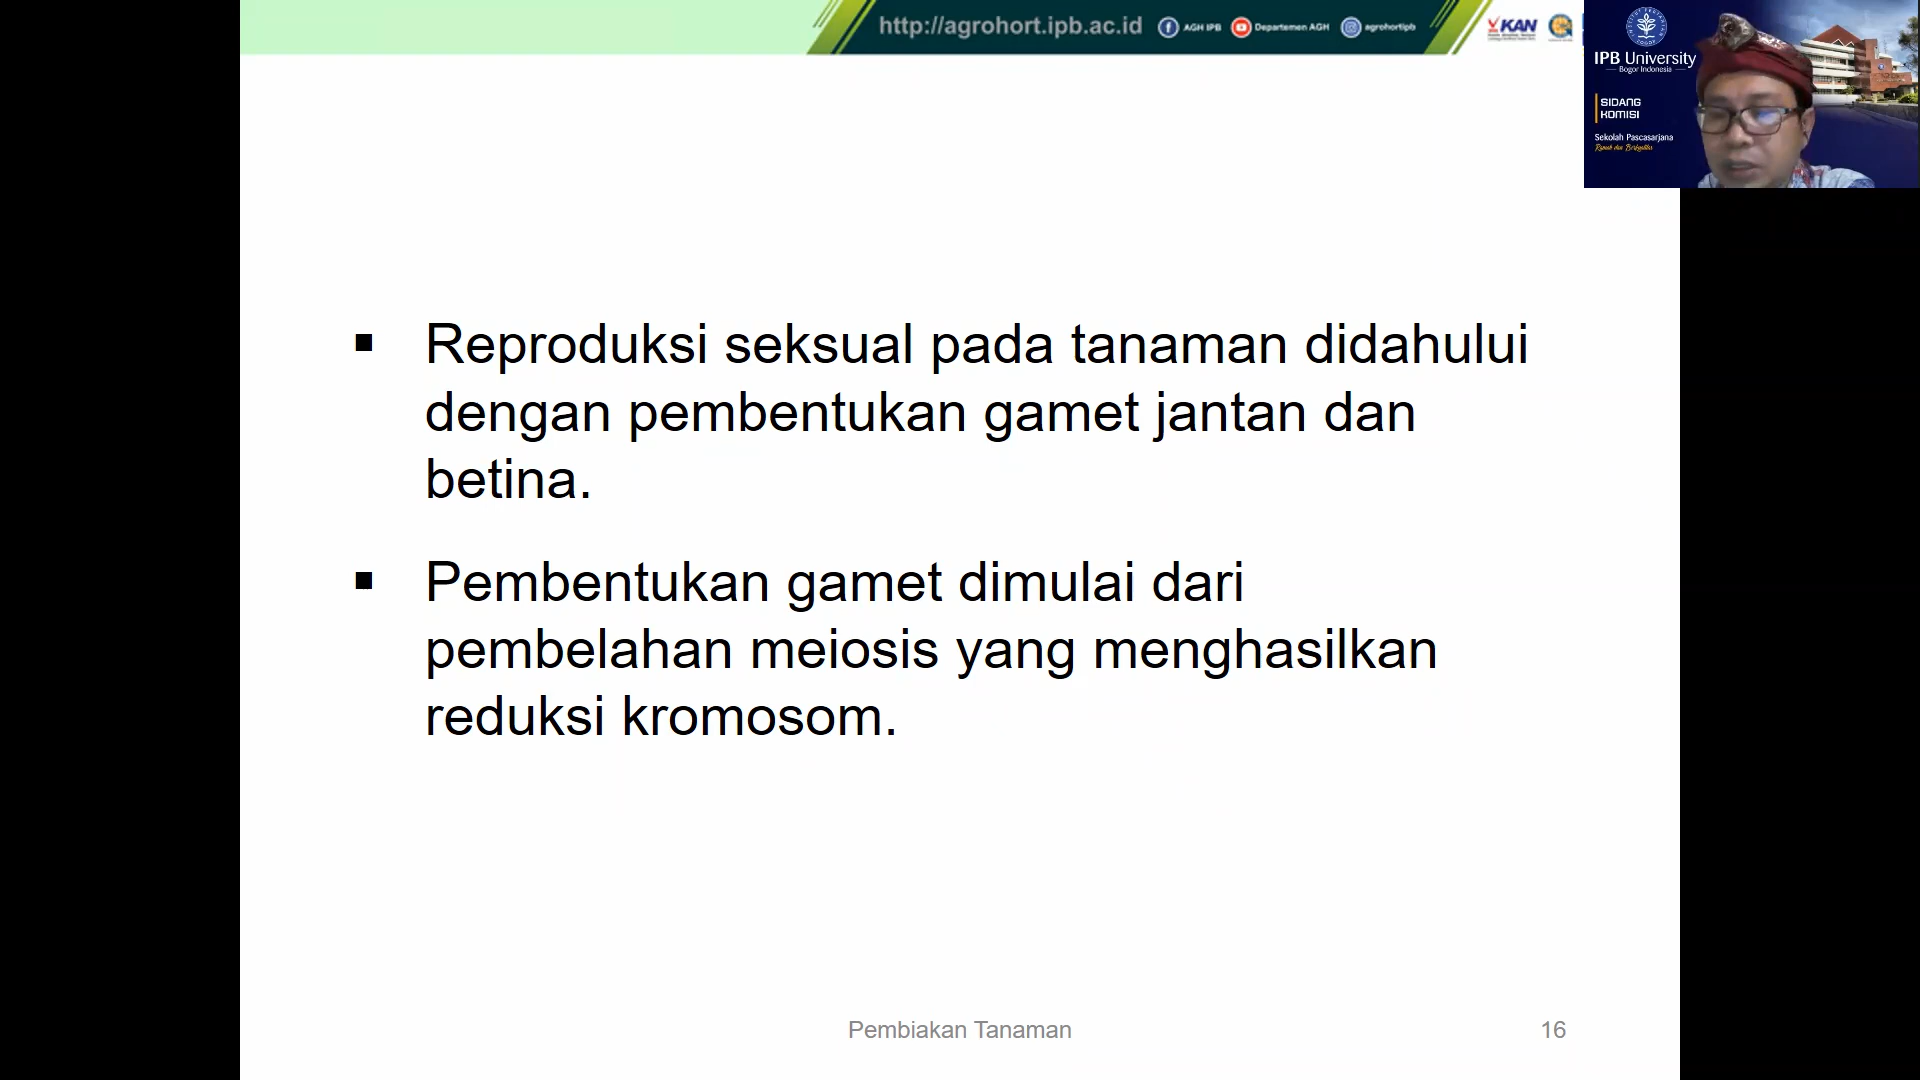 http://agrohort.ipb.ac.id
AGH IPB
Departemen AGH
agrohortipb
KAN
IPB University
Bogor Indonesia
SIDANG
KOMISI
Sekolah Pascasarjana
Reproduksi seksual pada tanaman didahului
dengan pembentukan gamet jantan dan
betina.
Pembentukan gamet dimulai dari
pembelahan meiosis yang menghasilkan
reduksi kromosom.
Pembiakan Tanaman
16